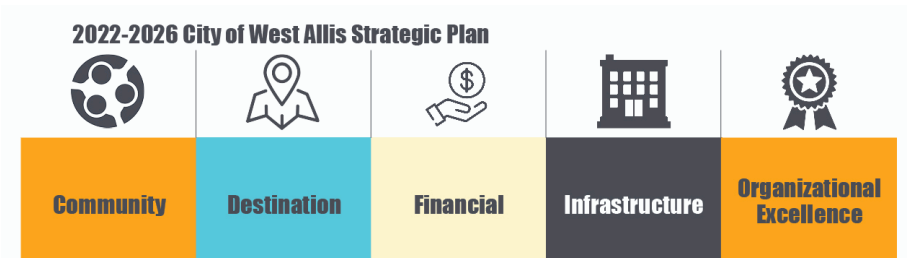 2022-2026 City of West Allis Strategic Plan
$
Community
Destination
Financial
Infrastructure
Organizational
Excellence